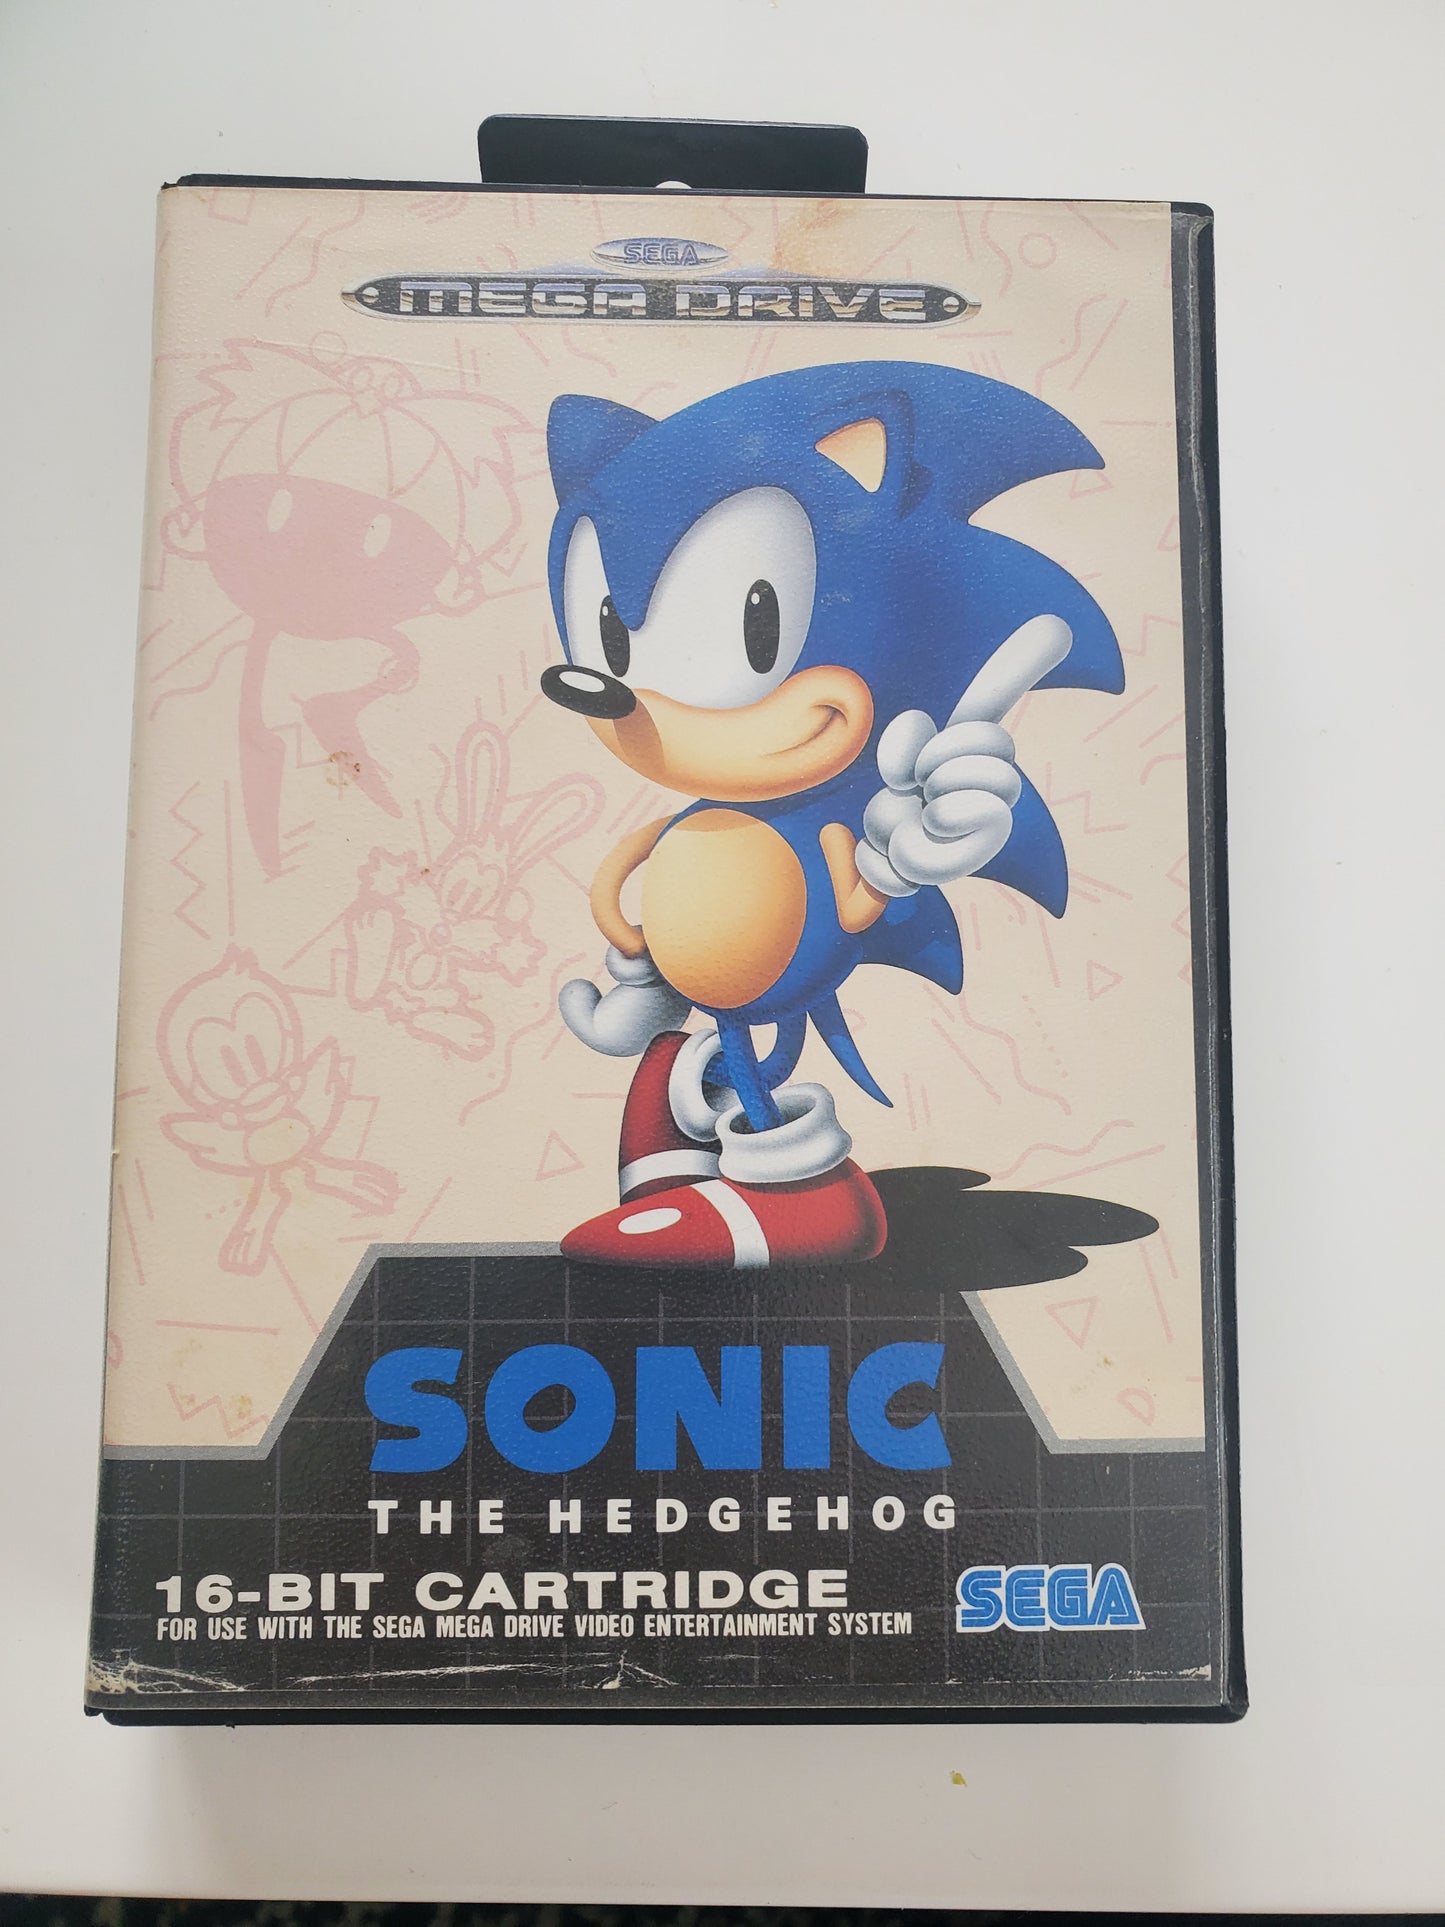 SEGA
MEGA DRIVE
SONIC
THE HEDGEHOG
16-BIT CARTRIDGE
FOR USE WITH THE SEGA MEGA DRIVE VIDEO ENTERTAINMENT SYSTEM
SEGA